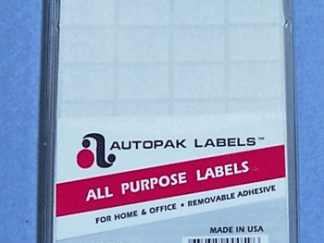 a AUTOPAK LABELS™
ALL PURPOSE LABELS
FOR HOME & OFFICE • REMOVABLE ADHESIVE
MADE IN USA